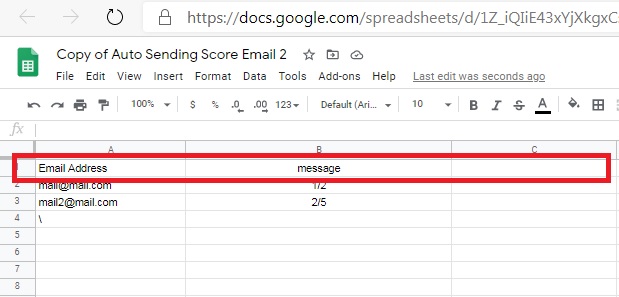 https://docs.google.com/spreadsheets/d/1Z_iQIiE43xYjXkgxC
Copy of Auto Sending Score Email 2
File Edit View Insert Format Data Tools Add-ons Help Last edit was seconds ago
100% $ % .0 .00 123 Default (Ari... 10 B I S A
fx
A B C
1 Email Address message
2 mail@mail.com 1/2
3 mail2@mail.com 2/5
4 \
5
6
7
8